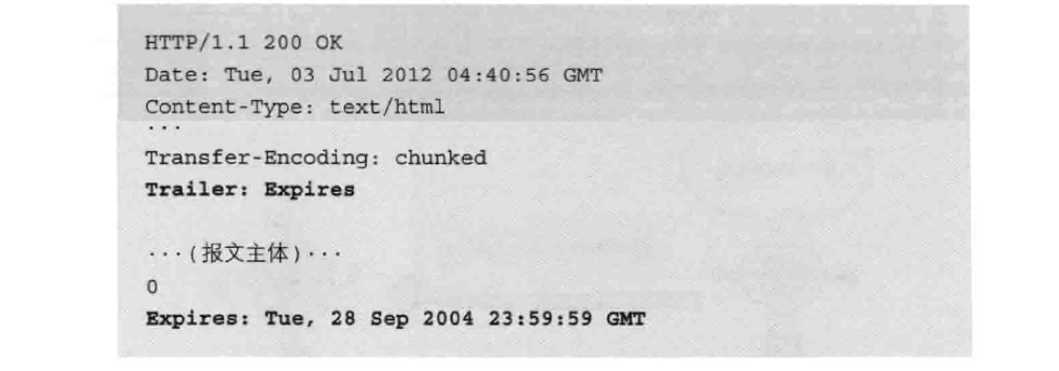 HTTP/1.1 200 OK
Date: Tue, 03 Jul 2012 04:40:56 GMT
Content-Type: text/html
...
Transfer-Encoding: chunked
Trailer: Expires
···(报文主体)···
0
Expires: Tue, 28 Sep 2004 23:59:59 GMT